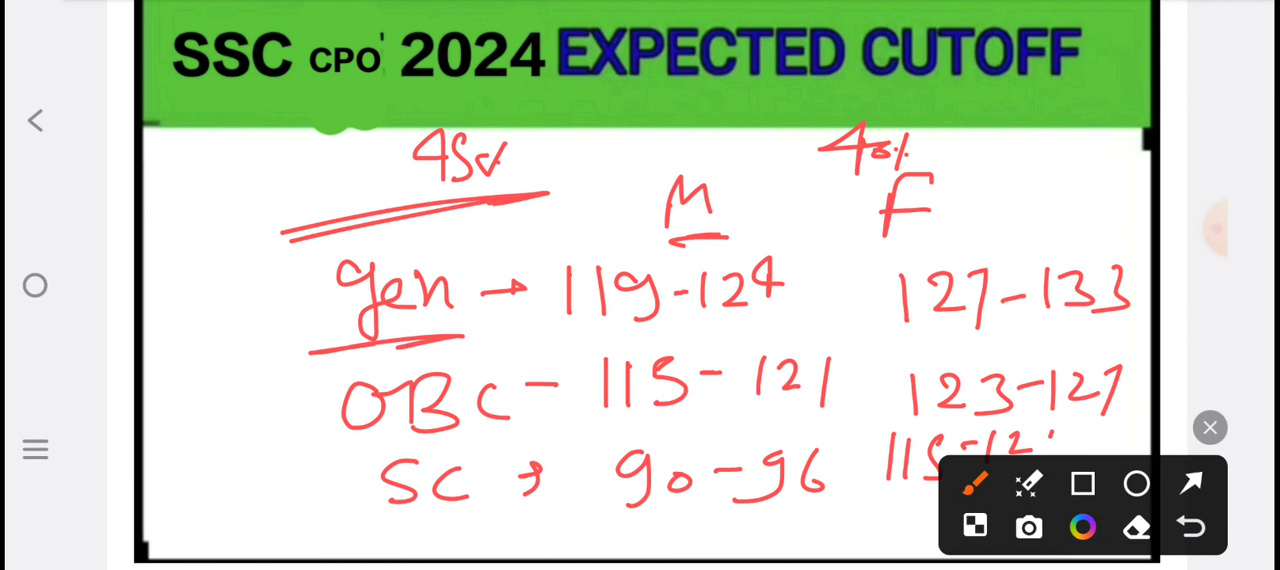 SSC CPO' 2024 EXPECTED CUTOFF
M F
gen → 119-124 127-133
OBC - 115-121 123-127
SC → 90-96